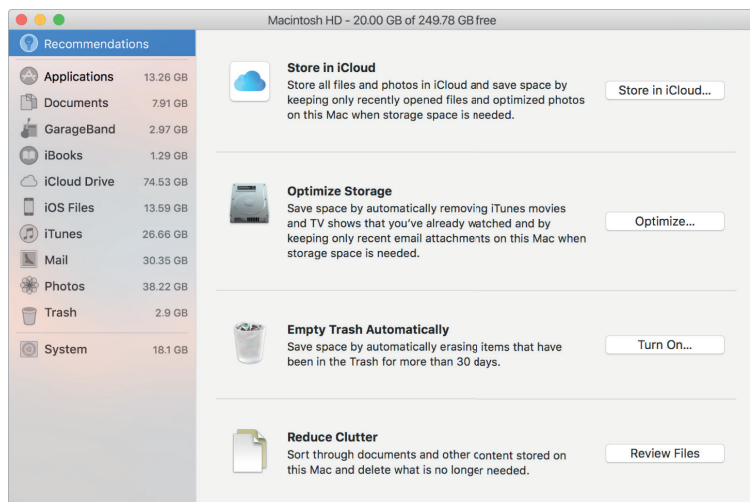 Macintosh HD - 20.00 GB of 249.78 GB free
Recommendations
Applications 13.26 GB
Documents 7.91 GB
GarageBand 2.97 GB
iBooks 1.29 GB
iCloud Drive 74.53 GB
iOS Files 13.59 GB
iTunes 26.66 GB
Mail 30.35 GB
Photos 38.22 GB
Trash 2.9 GB
System 18.1 GB
Store in iCloud
Store all files and photos in iCloud and save space by
keeping only recently opened files and optimized photos
on this Mac when storage space is needed.
Store in iCloud...
Optimize Storage
Save space by automatically removing iTunes movies
and TV shows that you've already watched and by
keeping only recent email attachments on this Mac when
storage space is needed.
Optimize...
Empty Trash Automatically
Save space by automatically erasing items that have
been in the Trash for more than 30 days.
Turn On...
Reduce Clutter
Sort through documents and other content stored on
this Mac and delete what is no longer needed.
Review Files